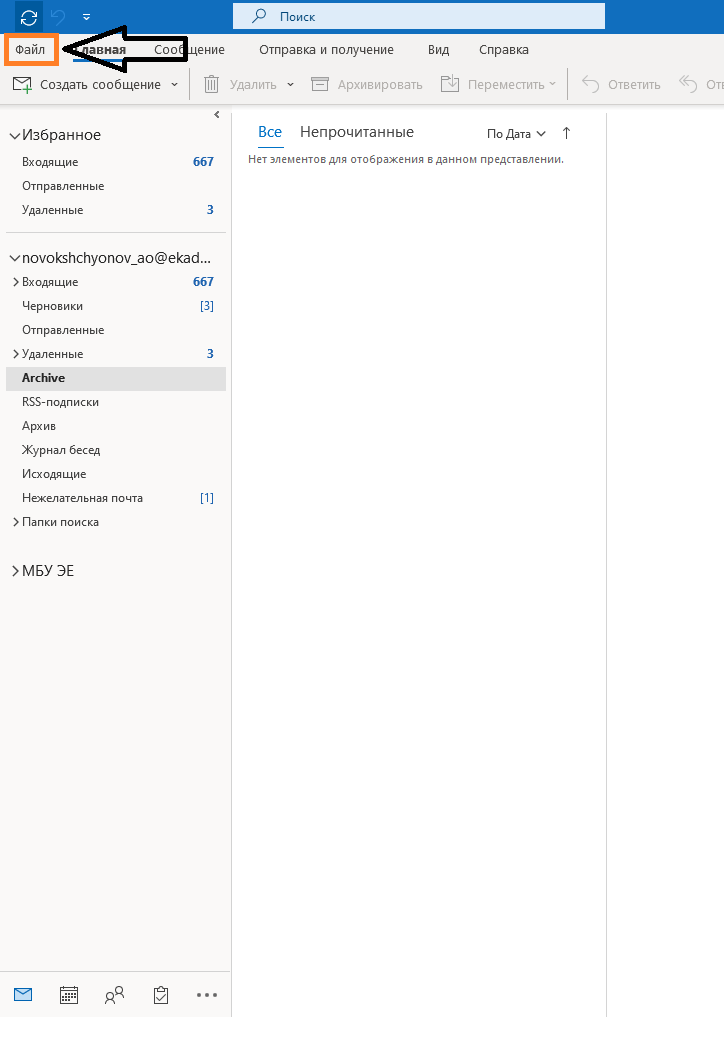 Поиск
Файл Главная Сообщение Отправка и получение Вид Справка
Создать сообщение Удалить Архивировать Переместить Ответить
Избранное
Входящие 667
Отправленные
Удаленные 3
novokshchyonov_ao@ekad...
Входящие 667
Черновики [3]
Отправленные
Удаленные 3
Archive
RSS-подписки
Архив
Журнал бесед
Исходящие
Нежелательная почта [1]
Папки поиска
МБУ ЭЕ
Все Непрочитанные По Дата
Нет элементов для отображения в данном представлении.